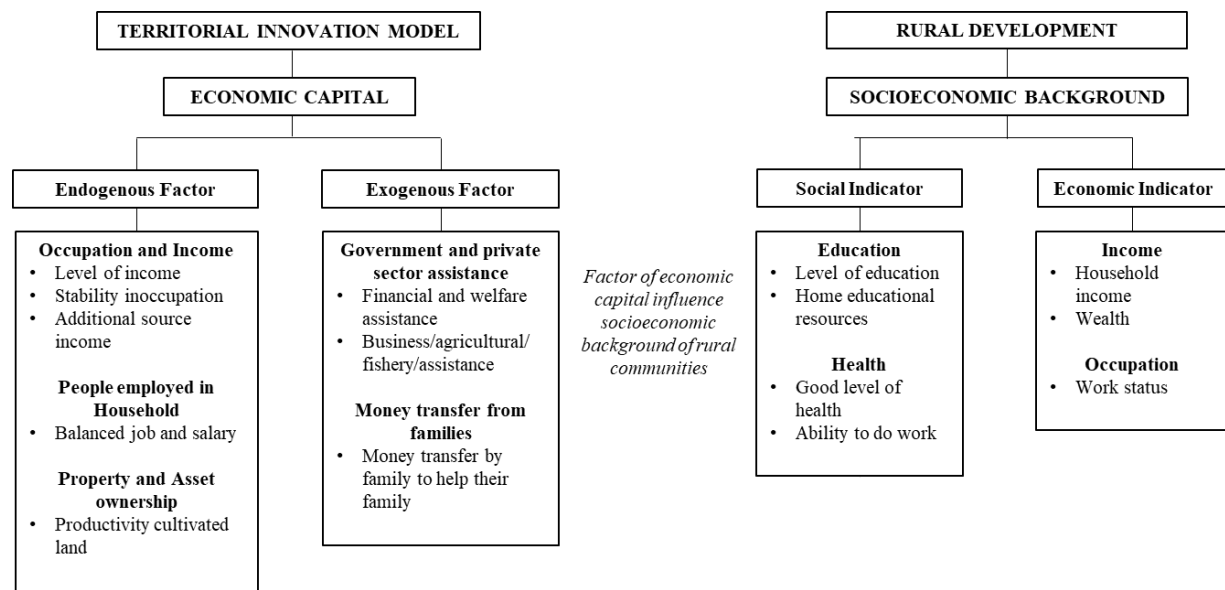 TERRITORIAL INNOVATION MODEL
ECONOMIC CAPITAL
Endogenous Factor
Occupation and Income
• Level of income
• Stability inoccupation
• Additional source
income
People employed in
Household
• Balanced job and salary
Property and Asset
ownership
• Productivity cultivated
land
Exogenous Factor
Government and private
sector assistance
• Financial and welfare
assistance
• Business/agricultural/
fishery/assistance
Money transfer from
families
• Money transfer by
family to help their
family
Factor of economic
capital influence
socioeconomic
background of rural
communities
RURAL DEVELOPMENT
SOCIOECONOMIC BACKGROUND
Social Indicator
Education
• Level of education
• Home educational
resources
Health
• Good level of
health
• Ability to do work
Economic Indicator
Income
• Household
income
• Wealth
Occupation
• Work status